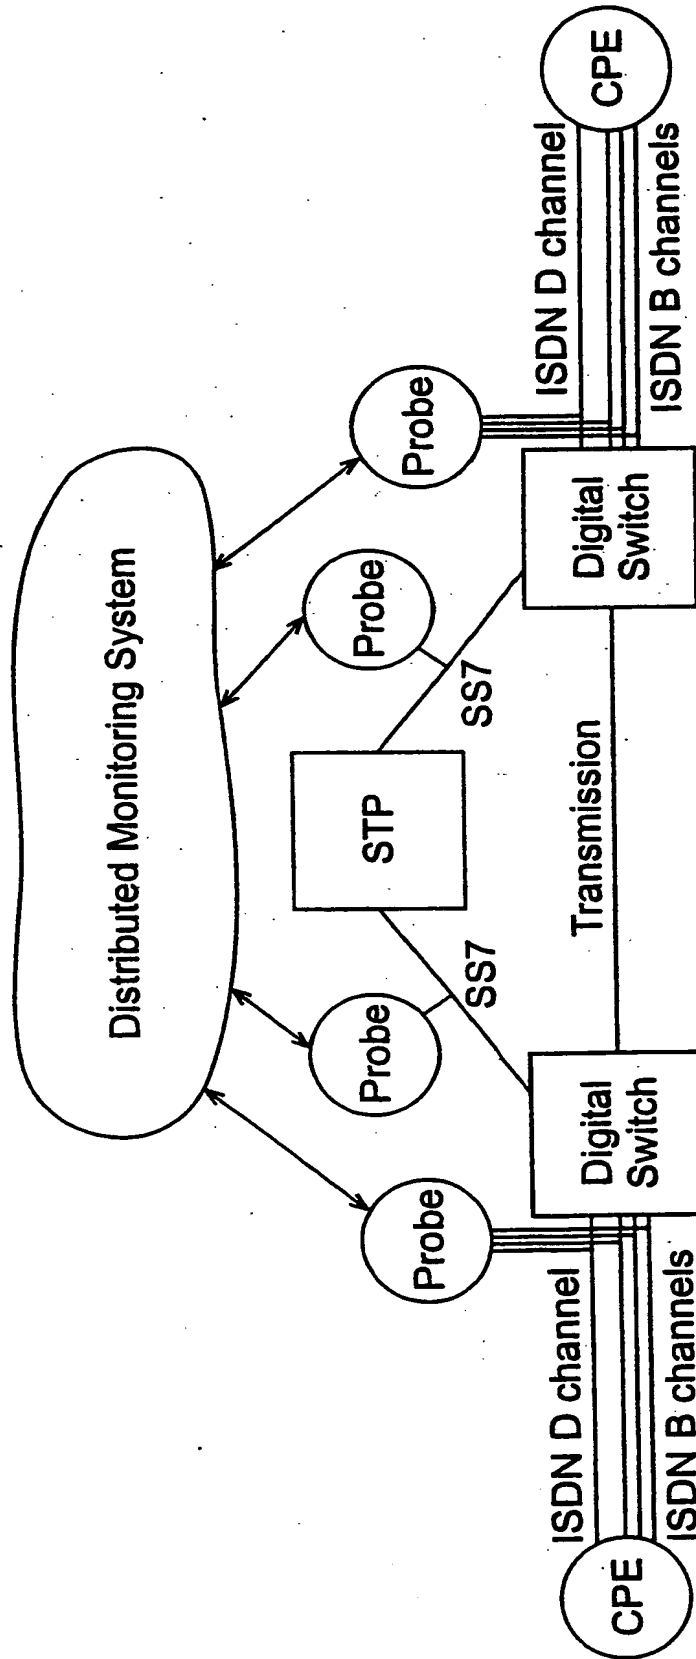 Distributed Monitoring System
Probe
Probe
Probe
Probe
STP
SS7
SS7
Transmission
Digital
Switch
Digital
Switch
ISDN D channel
ISDN B channels
ISDN D channel
ISDN B channels
CPE
CPE